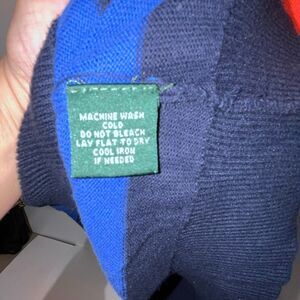 MACHINE WASH
COLD
DO NOT BLEACH
LAY FLAT TO DRY
COOL IRON
IF NEEDED